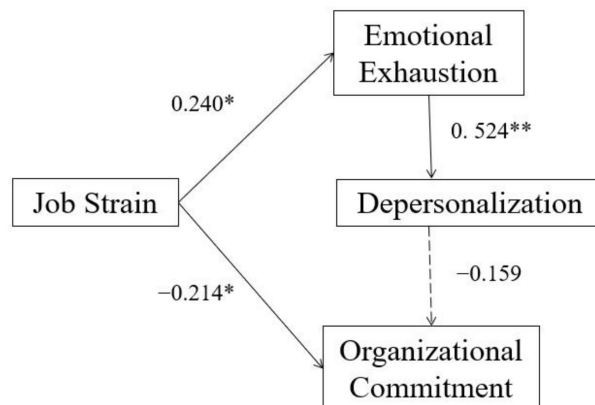 Emotional
Exhaustion
0.240*
0. 524**
Job Strain
Depersonalization
−0.214*
−0.159
Organizational
Commitment